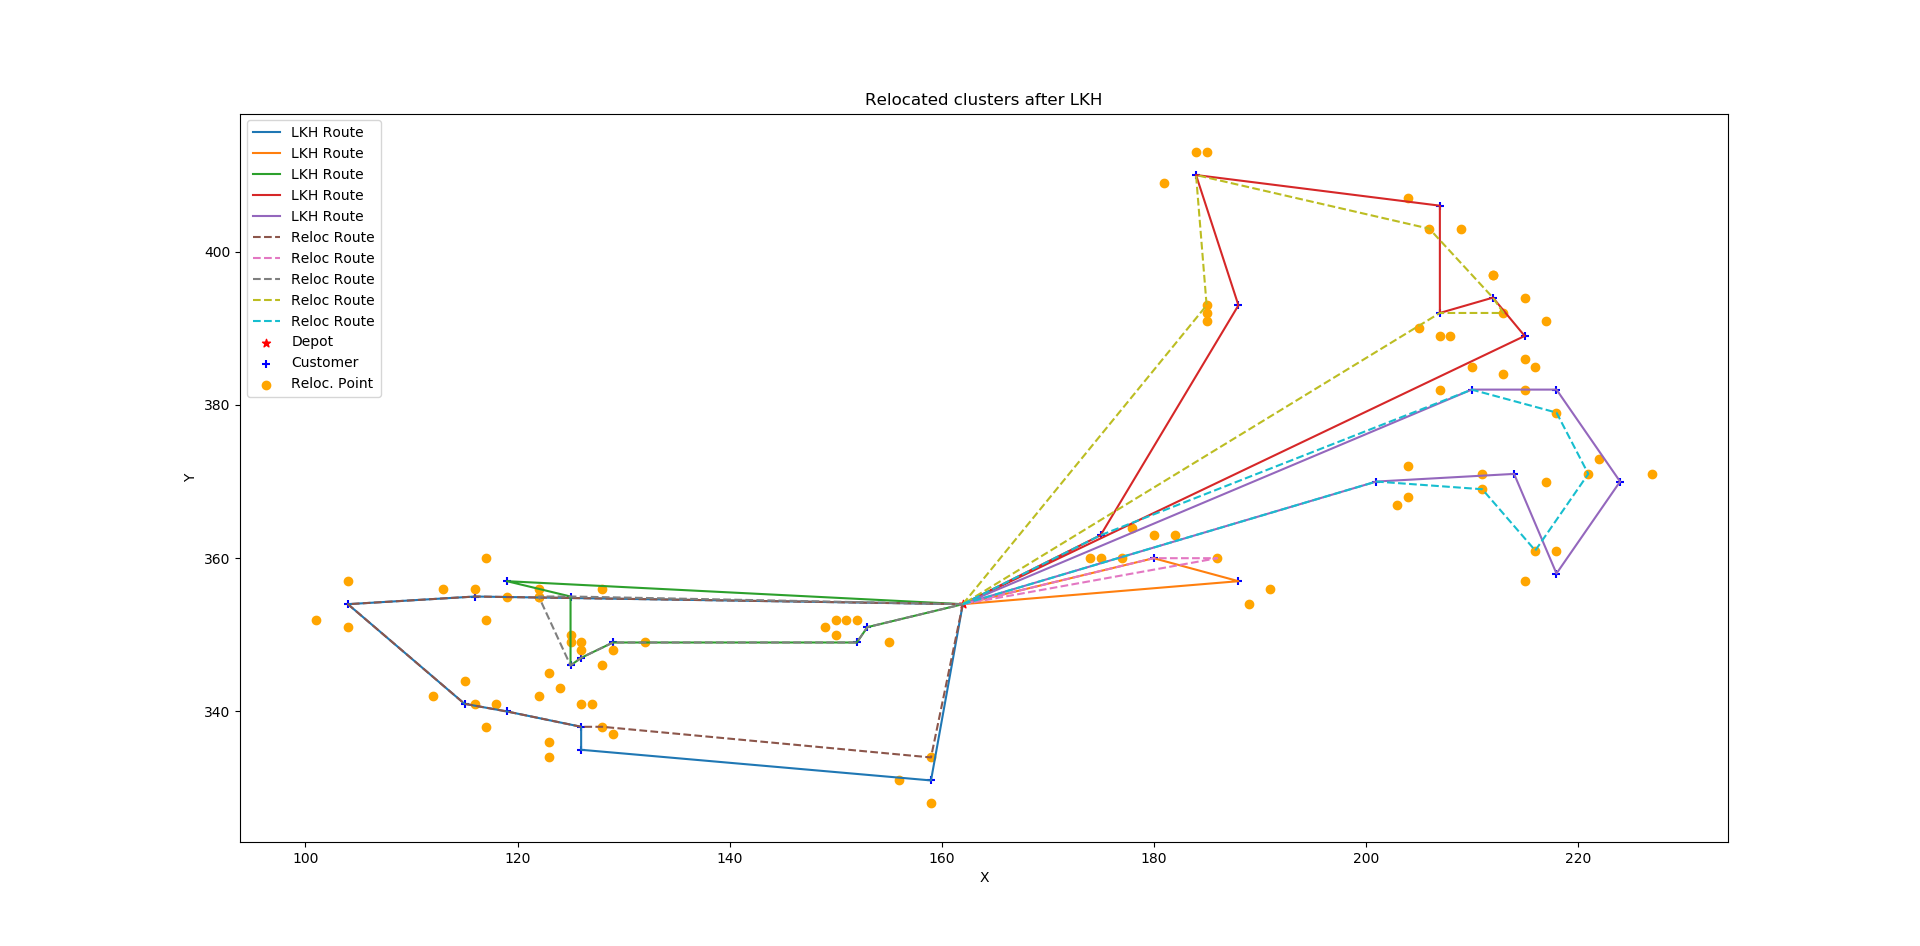 Relocated clusters after LKH
LKH Route
LKH Route
LKH Route
LKH Route
LKH Route
Reloc Route
Reloc Route
Reloc Route
Reloc Route
Reloc Route
Depot
Customer
Reloc. Point
400
380
360
340
Y
100 120 140 160 180 200 220
X